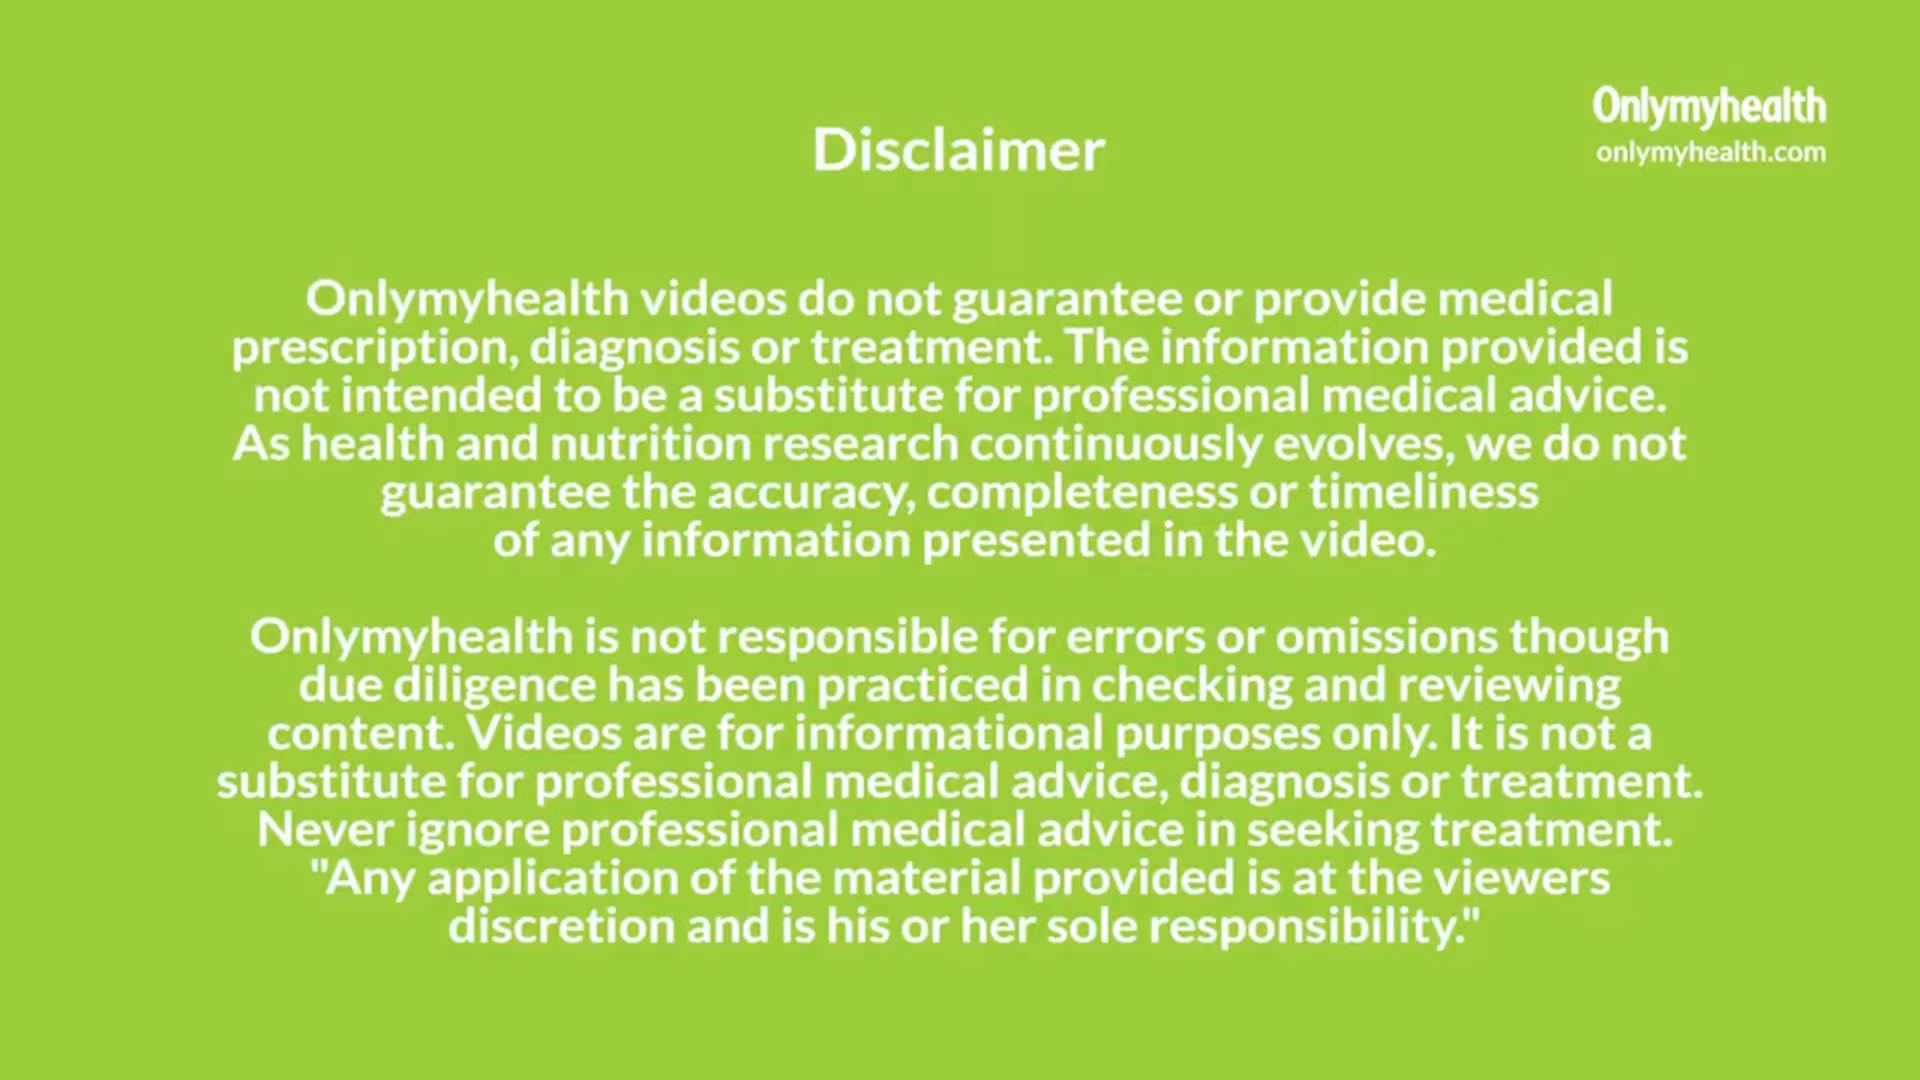 Onlymyhealth
onlymyhealth.com
Disclaimer
Onlymyhealth videos do not guarantee or provide medical
prescription, diagnosis or treatment. The information provided is
not intended to be a substitute for professional medical advice.
As health and nutrition research continuously evolves, we do not
guarantee the accuracy, completeness or timeliness
of any information presented in the video.
Onlymyhealth is not responsible for errors or omissions though
due diligence has been practiced in checking and reviewing
content. Videos are for informational purposes only. It is not a
substitute for professional medical advice, diagnosis or treatment.
Never ignore professional medical advice in seeking treatment.
"Any application of the material provided is at the viewers
discretion and is his or her sole responsibility."